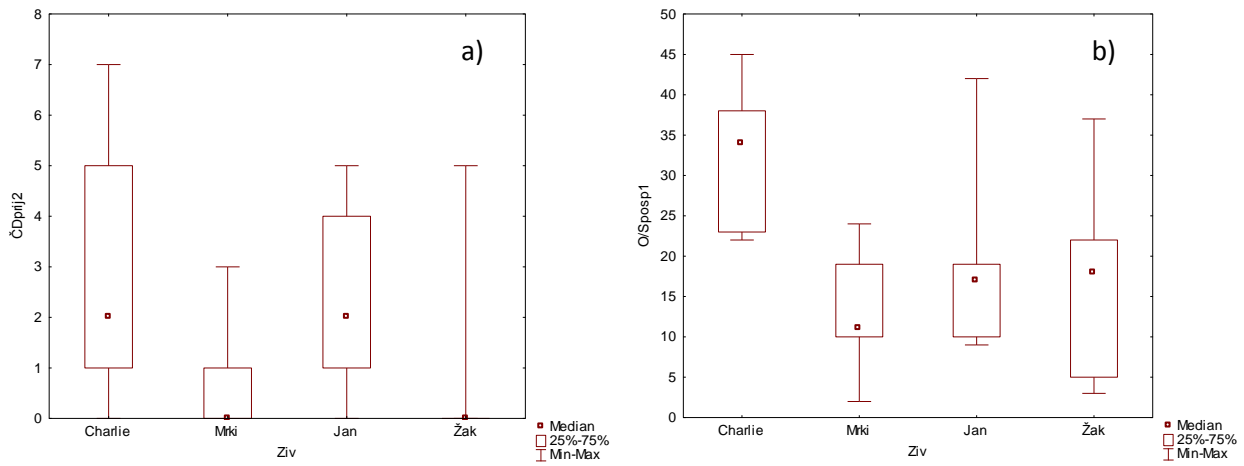 a)
ČDprij2
8
7
6
5
4
3
2
1
0
Charlie Mrki Jan Žak
Ziv
Median
25%-75%
Min-Max
b)
O/Sposp1
50
45
40
35
30
25
20
15
10
5
0
Charlie Mrki Jan Žak
Ziv
Median
25%-75%
Min-Max